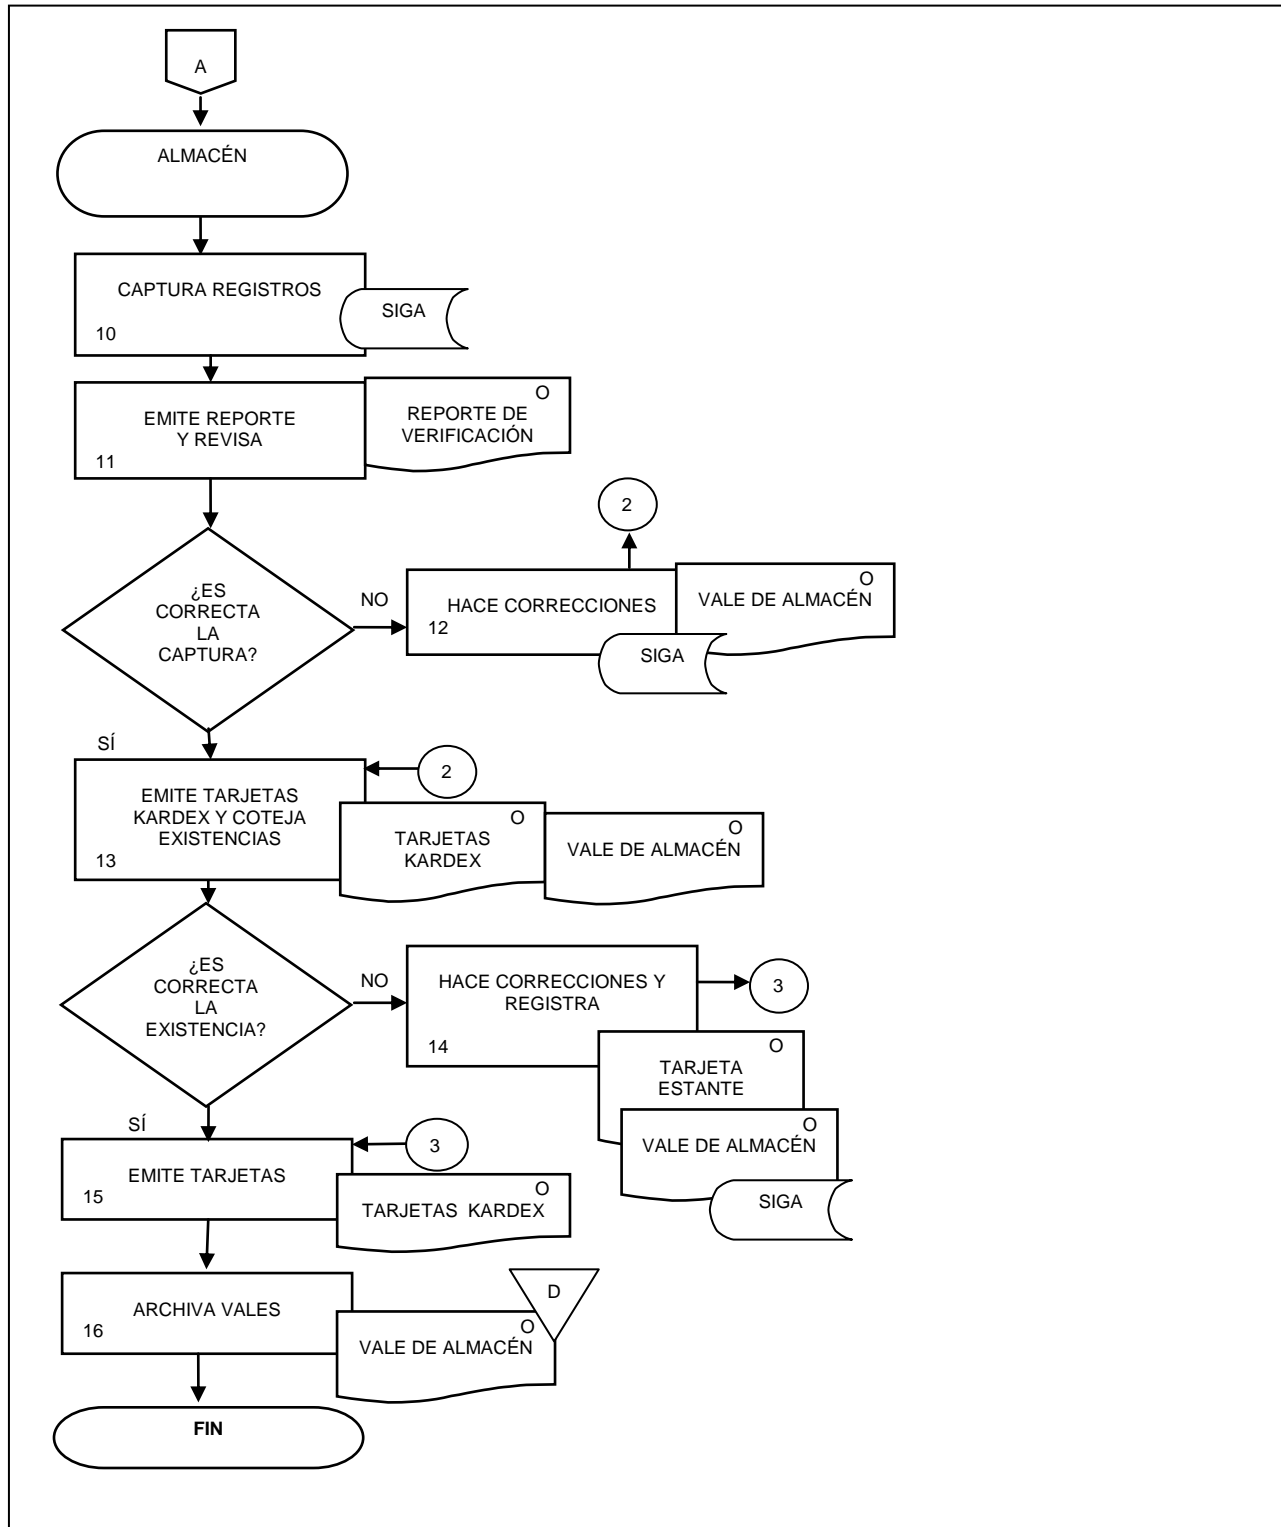 A
ALMACÉN
CAPTURA REGISTROS
SIGA
10
O
EMITE REPORTE
Y REVISA
11
REPORTE DE
VERIFICACIÓN
2
¿ES
CORRECTA
LA
CAPTURA?
NO
HACE CORRECCIONES
12
O
VALE DE ALMACÉN
SIGA
SÍ
2
EMITE TARJETAS
KARDEX Y COTEJA
EXISTENCIAS
13
O
TARJETAS
KARDEX
O
VALE DE ALMACÉN
¿ES
CORRECTA
LA
EXISTENCIA?
NO
HACE CORRECCIONES Y
REGISTRA
14
3
O
TARJETA
ESTANTE
O
VALE DE ALMACÉN
SIGA
SÍ
3
EMITE TARJETAS
15
O
TARJETAS  KARDEX
ARCHIVA VALES
16
D
O
VALE DE ALMACÉN
FIN